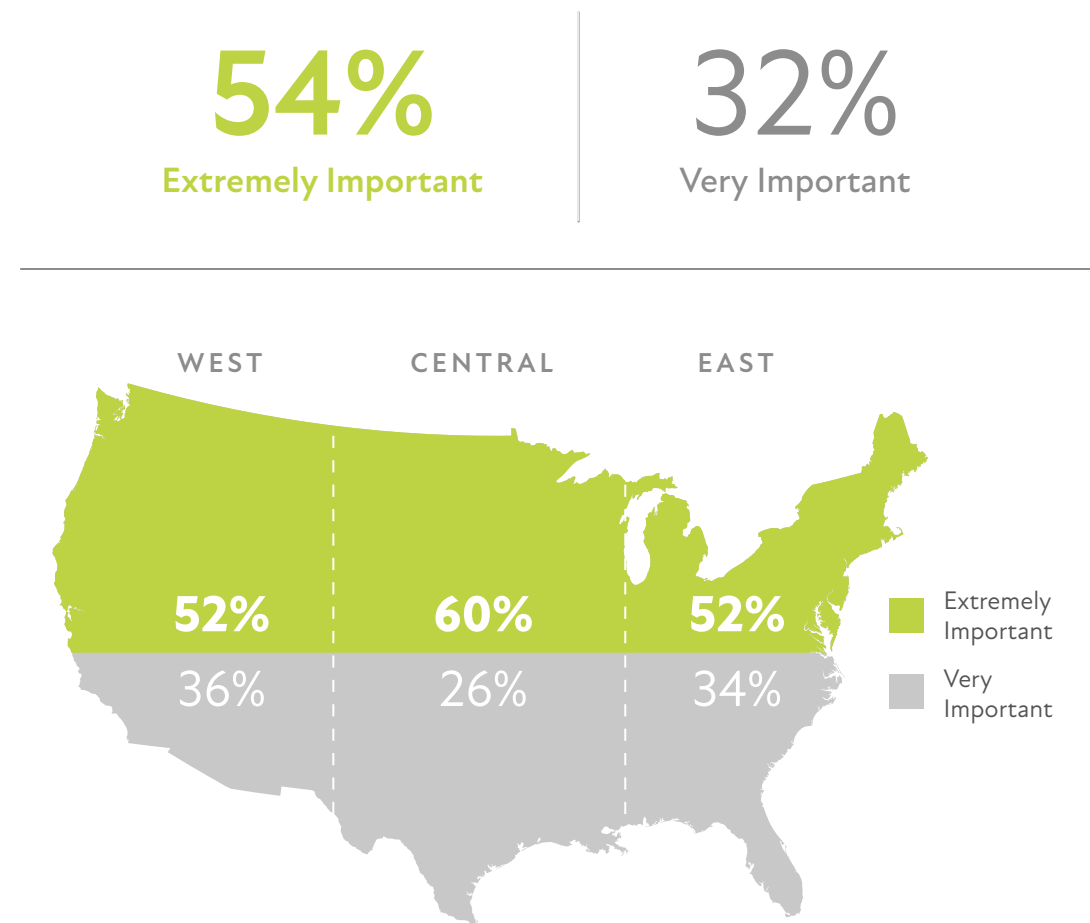 54%
Extremely Important
32%
Very Important
WEST
CENTRAL
EAST
52%
60%
52%
36%
26%
34%
Extremely
Important
Very
Important